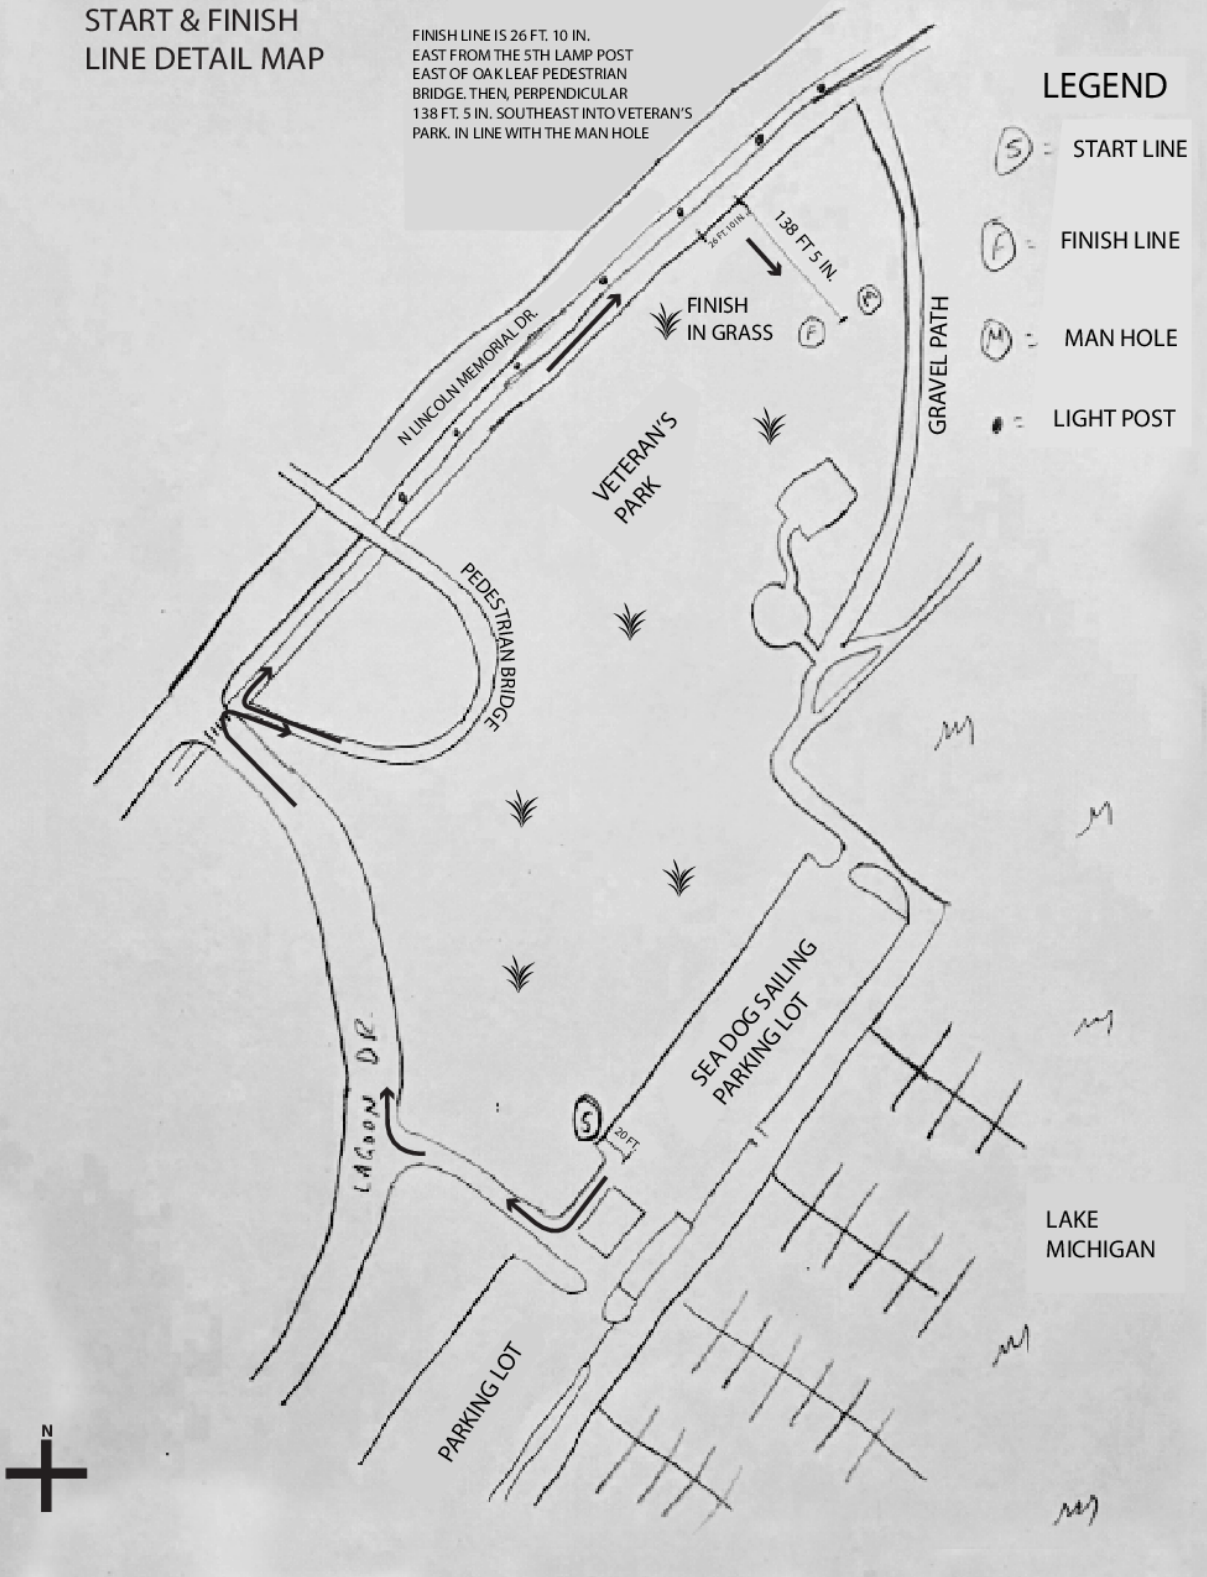 START & FINISH
LINE DETAIL MAP
FINISH LINE IS 26 FT. 10 IN.
EAST FROM THE 5TH LAMP POST
EAST OF OAK LEAF PEDESTRIAN
BRIDGE. THEN, PERPENDICULAR
138 FT. 5 IN. SOUTHEAST INTO VETERAN'S
PARK. IN LINE WITH THE MAN HOLE
LEGEND
S = START LINE
F = FINISH LINE
M = MAN HOLE
= LIGHT POST
26 FT. 10 IN.
138 FT 5 IN.
M
F
FINISH
IN GRASS
N LINCOLN MEMORIAL DR.
GRAVEL PATH
VETERAN'S
PARK
PEDESTRIAN BRIDGE
SEA DOG SAILING
PARKING LOT
LAGOON DR.
S
20 FT.
LAKE
MICHIGAN
PARKING LOT
N